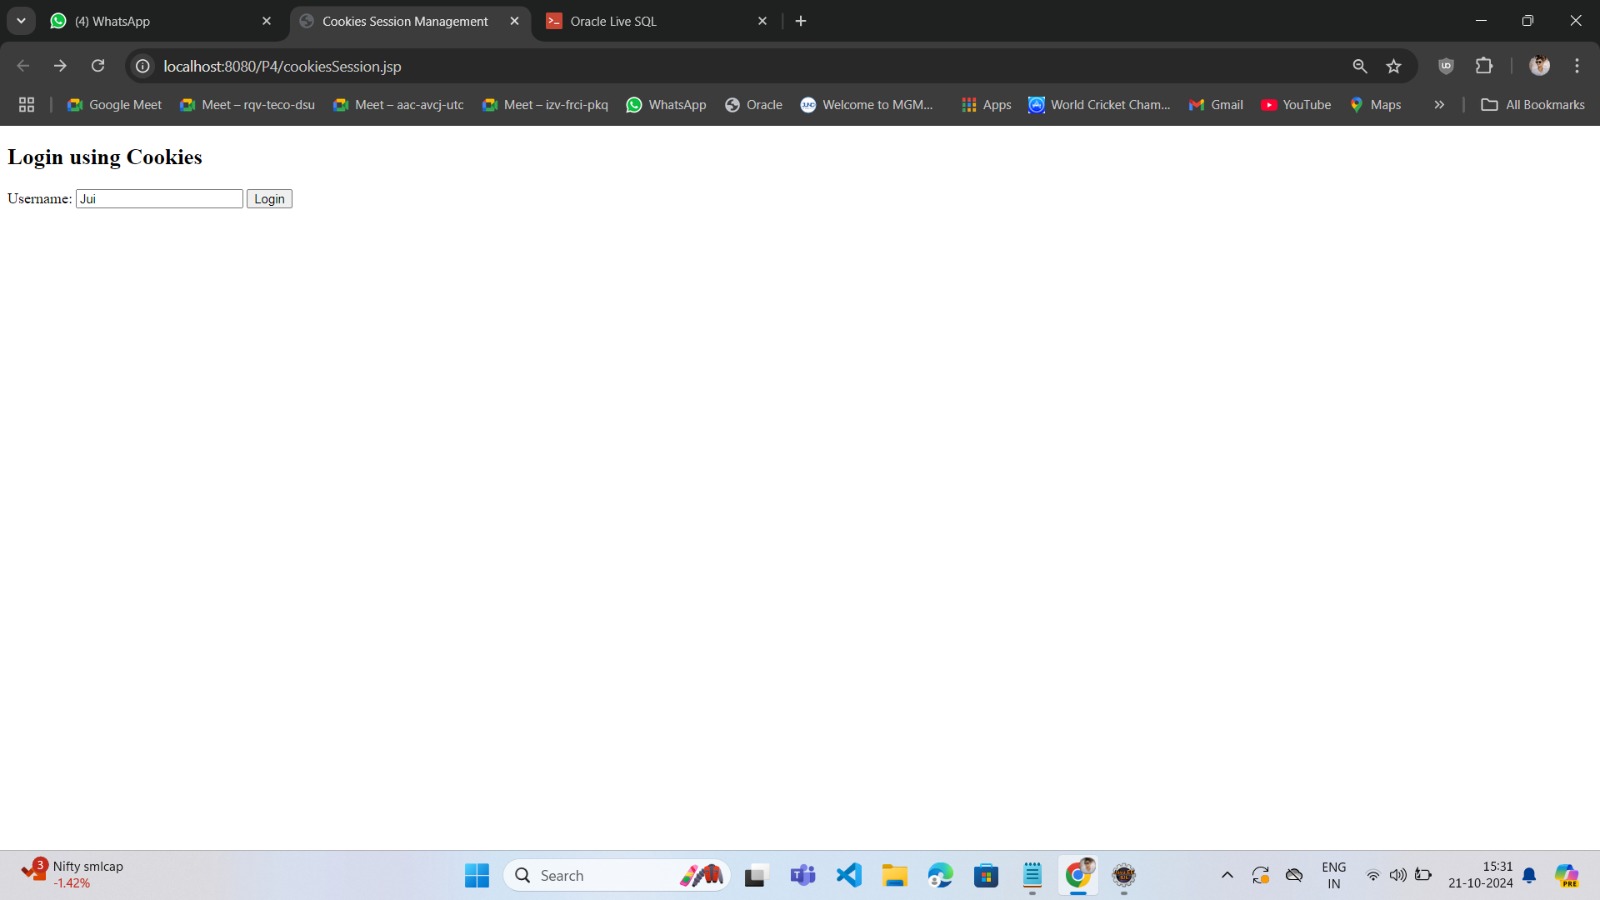 (4) WhatsApp
Cookies Session Management
Oracle Live SQL
localhost:8080/P4/cookiesSession.jsp
Google Meet
Meet – rqv-teco-dsu
Meet – aac-avcj-utc
Meet – izv-frci-pkq
WhatsApp
Oracle
Welcome to MGM...
Apps
World Cricket Cham...
Gmail
YouTube
Maps
All Bookmarks
Login using Cookies
Username: Jui Login
3
Nifty smlcap
-1.42%
Search
ENG
IN
15:31
21-10-2024
PRE